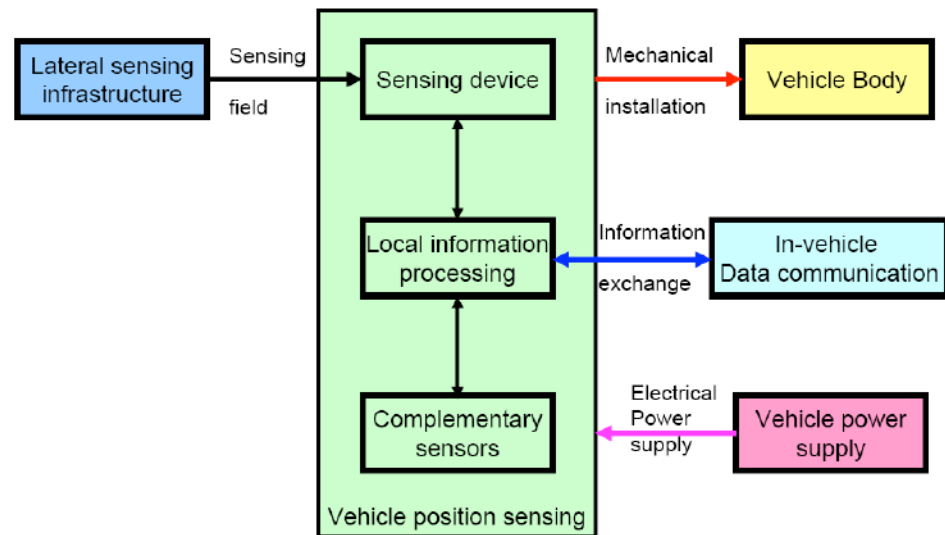 Lateral sensing
infrastructure
Sensing
field
Sensing device
Mechanical
installation
Vehicle Body
Local information
processing
Information
exchange
In-vehicle
Data communication
Complementary
sensors
Electrical
Power
supply
Vehicle power
supply
Vehicle position sensing